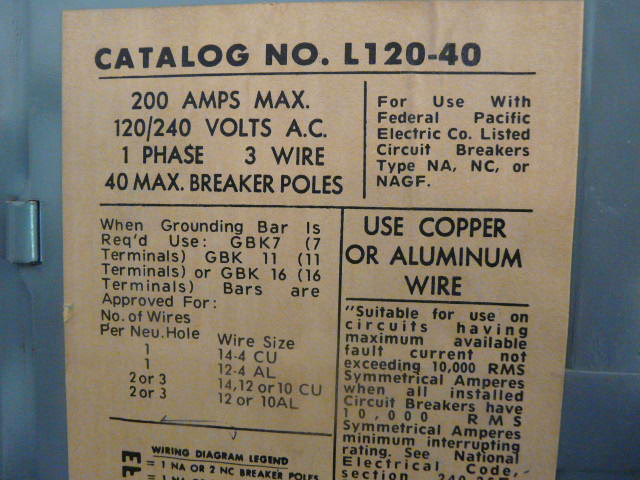 CATALOG NO. L120-40
200 AMPS MAX.
120/240 VOLTS A.C.
1 PHASE 3 WIRE
40 MAX. BREAKER POLES
For Use With
Federal Pacific
Electric Co. Listed
Circuit Breakers
Type NA, NC, or
NAGF.
When Grounding Bar Is
Req'd Use: GBK7 (7
Terminals) GBK 11 (11
Terminals) or GBK 16 (16
Terminals) Bars are
Approved For:
No. of Wires
Per Neu. Hole Wire Size
1 14-4 CU
1 12-4 AL
2 or 3 14, 12 or 10 CU
2 or 3 12 or 10AL
WIRING DIAGRAM LEGEND
= 1 NA OR 2 NC BREAKER POLES
USE COPPER
OR ALUMINUM
WIRE
"Suitable for use on
circuits having
maximum available
fault current not
exceeding 10,000 RMS
Symmetrical Amperes
when all installed
Circuit Breakers have
10,000 RMS
Symmetrical Amperes
minimum interrupting
rating. See National
Electrical Code,
section